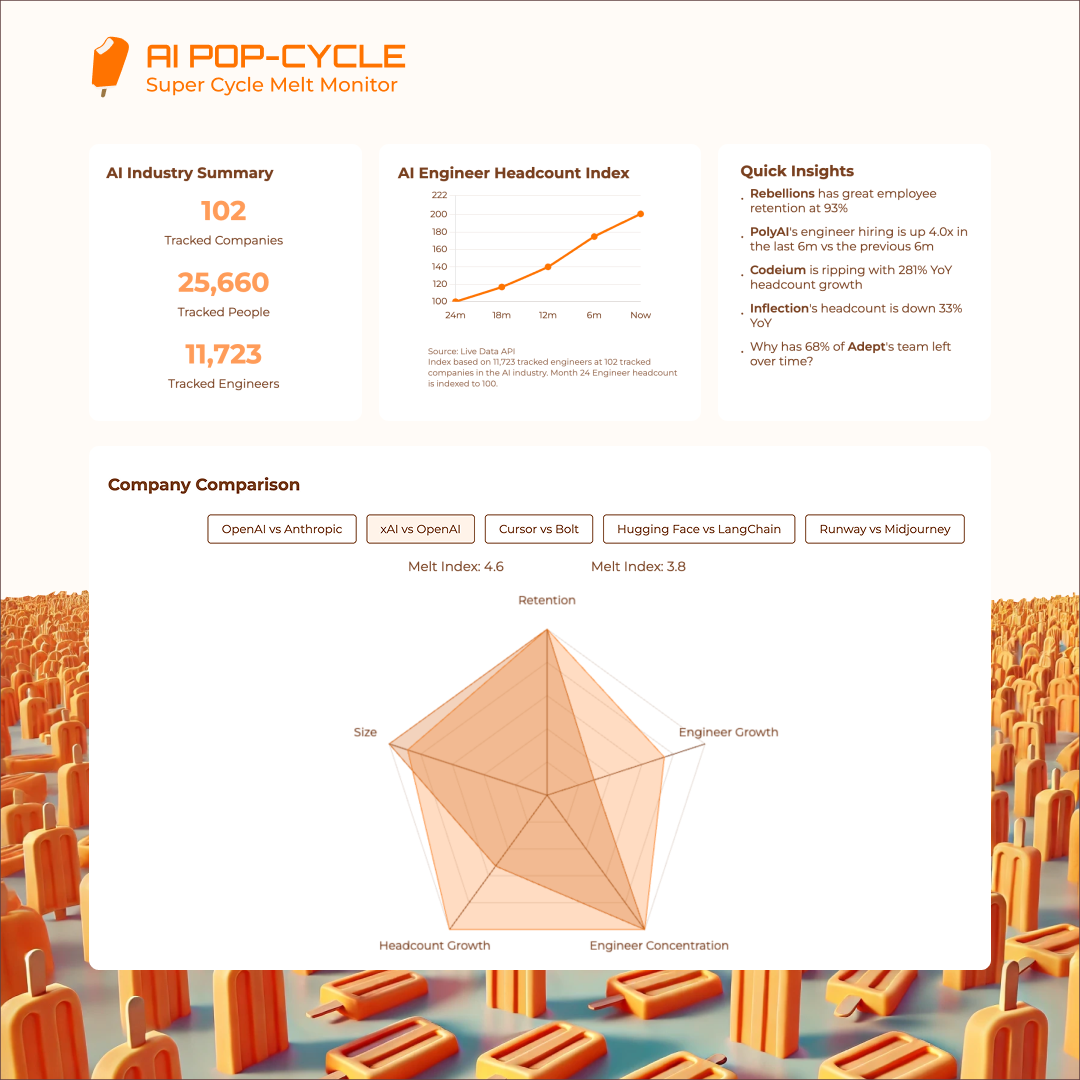 AI POP-CYCLE
Super Cycle Melt Monitor
AI Industry Summary
102
Tracked Companies
25,660
Tracked People
11,723
Tracked Engineers
AI Engineer Headcount Index
222
200
180
160
140
120
100
24m 18m 12m 6m Now
Source: Live Data API
Index based on 11,723 tracked engineers at 102 tracked
companies in the AI industry. Month 24 Engineer headcount
is indexed to 100.
Quick Insights
· Rebellions has great employee
retention at 93%
· PolyAI's engineer hiring is up 4.0x in
the last 6m vs the previous 6m
· Codeium is ripping with 281% YoY
headcount growth
· Inflection's headcount is down 33%
YoY
· Why has 68% of Adept's team left
over time?
Company Comparison
OpenAI vs Anthropic xAI vs OpenAI Cursor vs Bolt Hugging Face vs LangChain Runway vs Midjourney
Melt Index: 4.6 Melt Index: 3.8
Retention
Size Engineer Growth
Headcount Growth Engineer Concentration